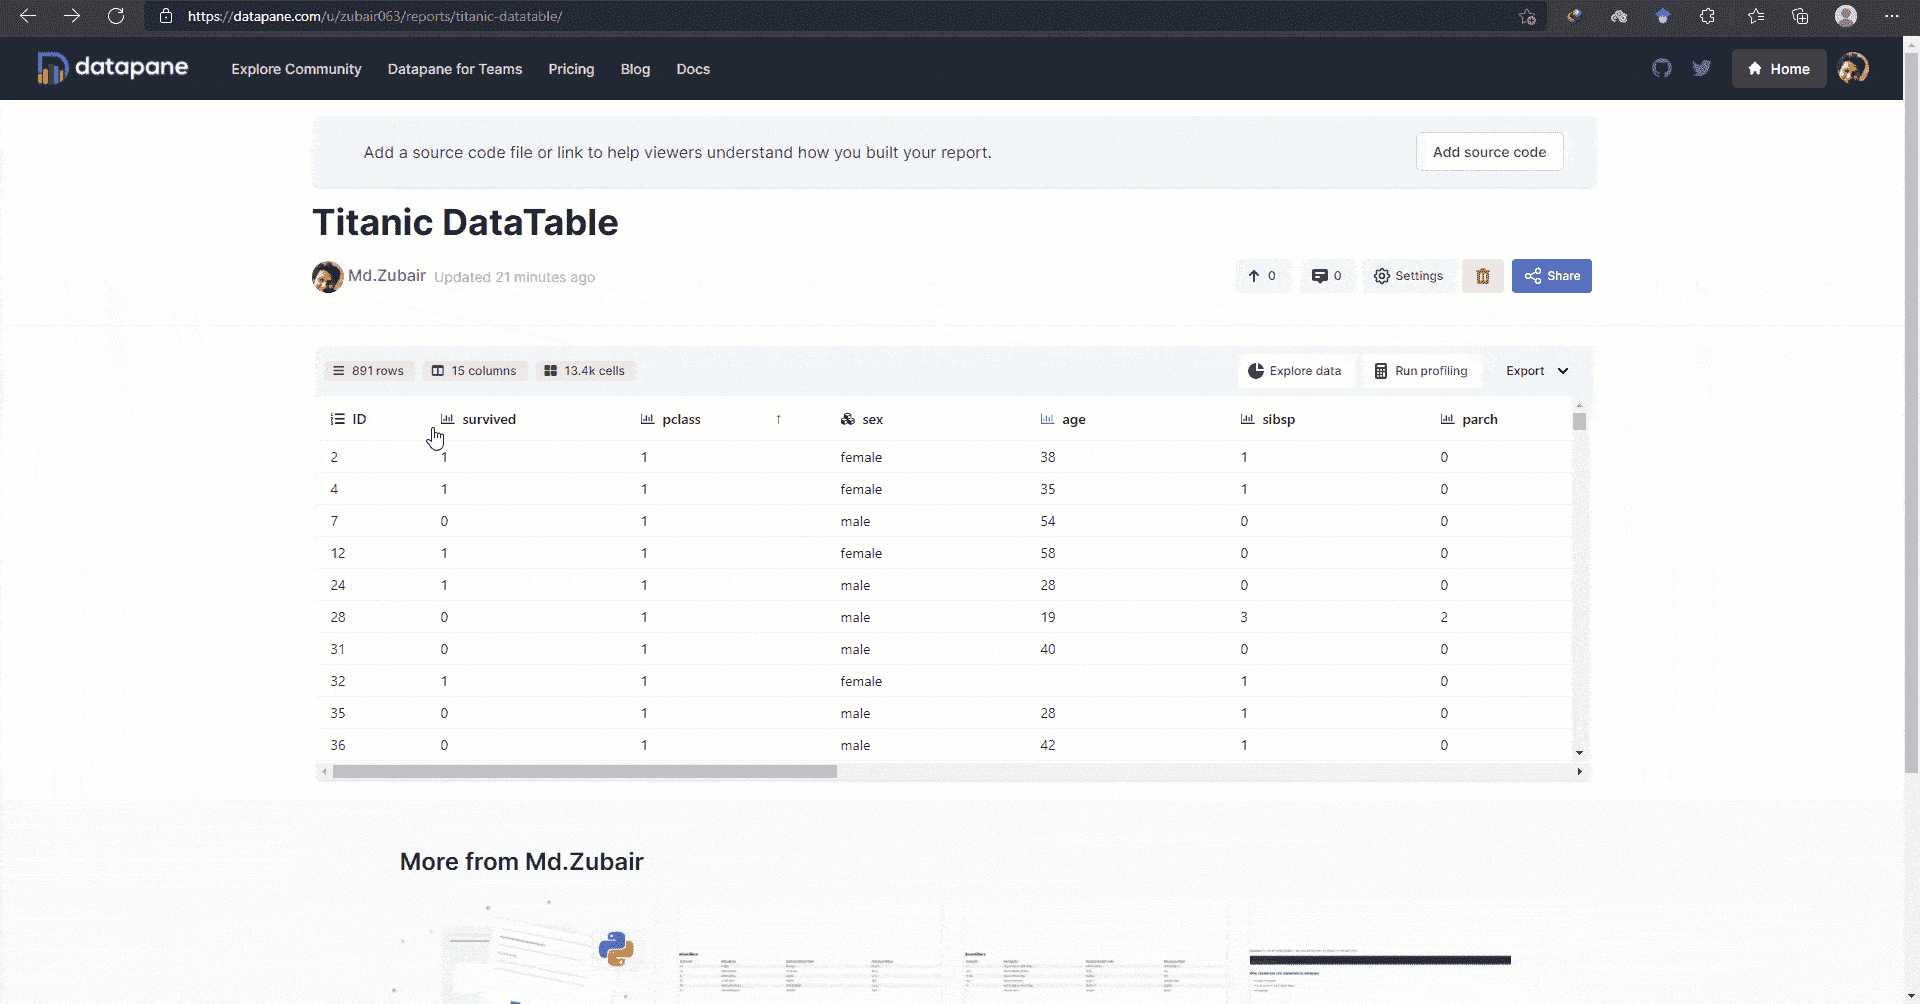 https://datapane.com/u/zubair063/reports/titanic-datatable/
datapane Explore Community Datapane for Teams Pricing Blog Docs Home
Add a source code file or link to help viewers understand how you built your report. Add source code
Titanic DataTable
Md.Zubair Updated 21 minutes ago 0 0 Settings Share
891 rows 15 columns 13.4k cells Explore data Run profiling Export
ID survived pclass ↑ sex age sibsp parch
2 1 1 female 38 1 0
4 1 1 female 35 1 0
7 0 1 male 54 0 0
12 1 1 female 58 0 0
24 1 1 male 28 0 0
28 0 1 male 19 3 2
31 0 1 male 40 0 0
32 1 1 female 1 0
35 0 1 male 28 1 0
36 0 1 male 42 1 0
More from Md.Zubair